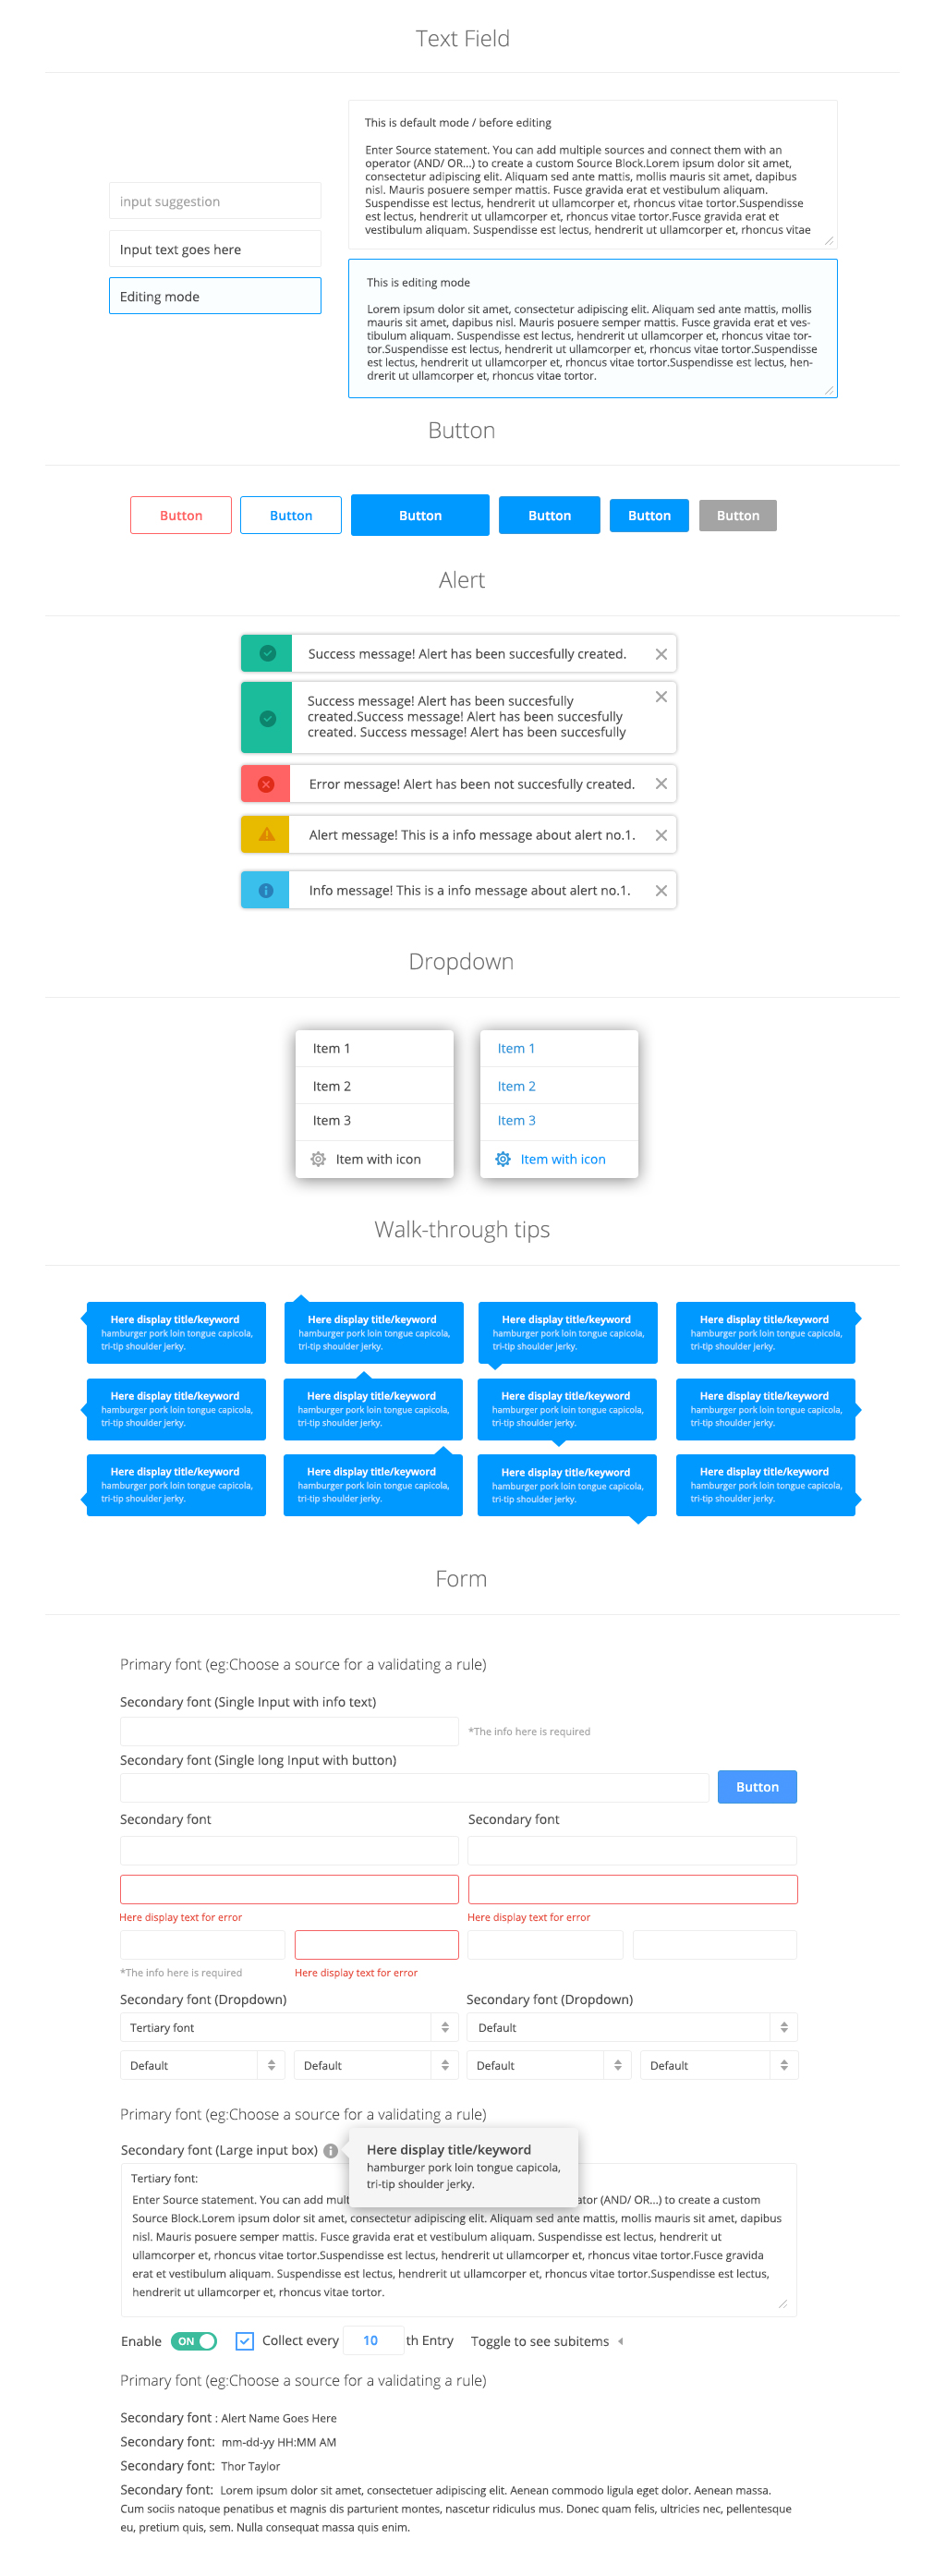 Text Field
input suggestion
Input text goes here
Editing mode
This is default mode / before editing
Enter Source statement. You can add multiple sources and connect them with an
operator (AND/ OR...) to create a custom Source Block.Lorem ipsum dolor sit amet,
consectetur adipiscing elit. Aliquam sed ante mattis, mollis mauris sit amet, dapibus
nisl. Mauris posuere semper mattis. Fusce gravida erat et vestibulum aliquam.
Suspendisse est lectus, hendrerit ut ullamcorper et, rhoncus vitae tortor.Suspendisse
est lectus, hendrerit ut ullamcorper et, rhoncus vitae tortor.Fusce gravida erat et
vestibulum aliquam. Suspendisse est lectus, hendrerit ut ullamcorper et, rhoncus vitae
This is editing mode
Lorem ipsum dolor sit amet, consectetur adipiscing elit. Aliquam sed ante mattis, mollis
mauris sit amet, dapibus nisl. Mauris posuere semper mattis. Fusce gravida erat et ves-
tibulum aliquam. Suspendisse est lectus, hendrerit ut ullamcorper et, rhoncus vitae tor-
tor.Suspendisse est lectus, hendrerit ut ullamcorper et, rhoncus vitae tortor.Suspendisse
est lectus, hendrerit ut ullamcorper et, rhoncus vitae tortor.Suspendisse est lectus, hen-
drerit ut ullamcorper et, rhoncus vitae tortor.
Button
Button Button Button Button Button Button
Alert
Success message! Alert has been succesfully created.
Success message! Alert has been succesfully
created.Success message! Alert has been succesfully
created. Success message! Alert has been succesfully
Error message! Alert has been not succesfully created.
Alert message! This is a info message about alert no.1.
Info message! This is a info message about alert no.1.
Dropdown
Item 1
Item 2
Item 3
Item with icon
Item 1
Item 2
Item 3
Item with icon
Walk-through tips
Here display title/keyword
hamburger pork loin tongue capicola,
tri-tip shoulder jerky.
Here display title/keyword
hamburger pork loin tongue capicola,
tri-tip shoulder jerky.
Here display title/keyword
hamburger pork loin tongue capicola,
tri-tip shoulder jerky.
Here display title/keyword
hamburger pork loin tongue capicola,
tri-tip shoulder jerky.
Here display title/keyword
hamburger pork loin tongue capicola,
tri-tip shoulder jerky.
Here display title/keyword
hamburger pork loin tongue capicola,
tri-tip shoulder jerky.
Here display title/keyword
hamburger pork loin tongue capicola,
tri-tip shoulder jerky.
Here display title/keyword
hamburger pork loin tongue capicola,
tri-tip shoulder jerky.
Here display title/keyword
hamburger pork loin tongue capicola,
tri-tip shoulder jerky.
Here display title/keyword
hamburger pork loin tongue capicola,
tri-tip shoulder jerky.
Here display title/keyword
hamburger pork loin tongue capicola,
tri-tip shoulder jerky.
Here display title/keyword
hamburger pork loin tongue capicola,
tri-tip shoulder jerky.
Form
Primary font (eg:Choose a source for a validating a rule)
Secondary font (Single Input with info text)
*The info here is required
Secondary font (Single long Input with button)
Button
Secondary font Secondary font
Here display text for error Here display text for error
*The info here is required Here display text for error
Secondary font (Dropdown) Secondary font (Dropdown)
Tertiary font Default
Default Default Default Default
Primary font (eg:Choose a source for a validating a rule)
Secondary font (Large input box)
Here display title/keyword
hamburger pork loin tongue capicola,
tri-tip shoulder jerky.
Tertiary font:
Enter Source statement. You can add mult ator (AND/ OR...) to create a custom
Source Block.Lorem ipsum dolor sit amet, consectetur adipiscing elit. Aliquam sed ante mattis, mollis mauris sit amet, dapibus
nisl. Mauris posuere semper mattis. Fusce gravida erat et vestibulum aliquam. Suspendisse est lectus, hendrerit ut
ullamcorper et, rhoncus vitae tortor.Suspendisse est lectus, hendrerit ut ullamcorper et, rhoncus vitae tortor.Fusce gravida
erat et vestibulum aliquam. Suspendisse est lectus, hendrerit ut ullamcorper et, rhoncus vitae tortor.Suspendisse est lectus,
hendrerit ut ullamcorper et, rhoncus vitae tortor.
Enable ON Collect every 10 th Entry Toggle to see subitems
Primary font (eg:Choose a source for a validating a rule)
Secondary font : Alert Name Goes Here
Secondary font: mm-dd-yy HH:MM AM
Secondary font: Thor Taylor
Secondary font: Lorem ipsum dolor sit amet, consectetuer adipiscing elit. Aenean commodo ligula eget dolor. Aenean massa.
Cum sociis natoque penatibus et magnis dis parturient montes, nascetur ridiculus mus. Donec quam felis, ultricies nec, pellentesque
eu, pretium quis, sem. Nulla consequat massa quis enim.